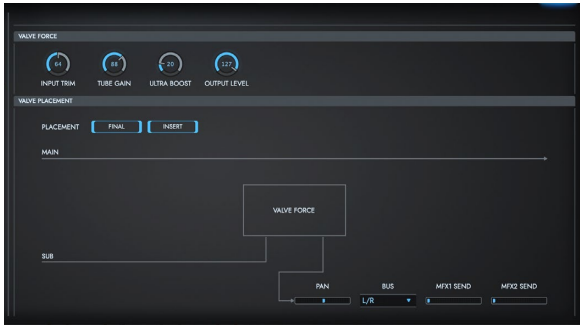 VALVE FORCE
64 88 20 127
INPUT TRIM TUBE GAIN ULTRA BOOST OUTPUT LEVEL
VALVE PLACEMENT
PLACEMENT FINAL INSERT
MAIN
VALVE FORCE
SUB
PAN BUS MFX1 SEND MFX2 SEND
L/R